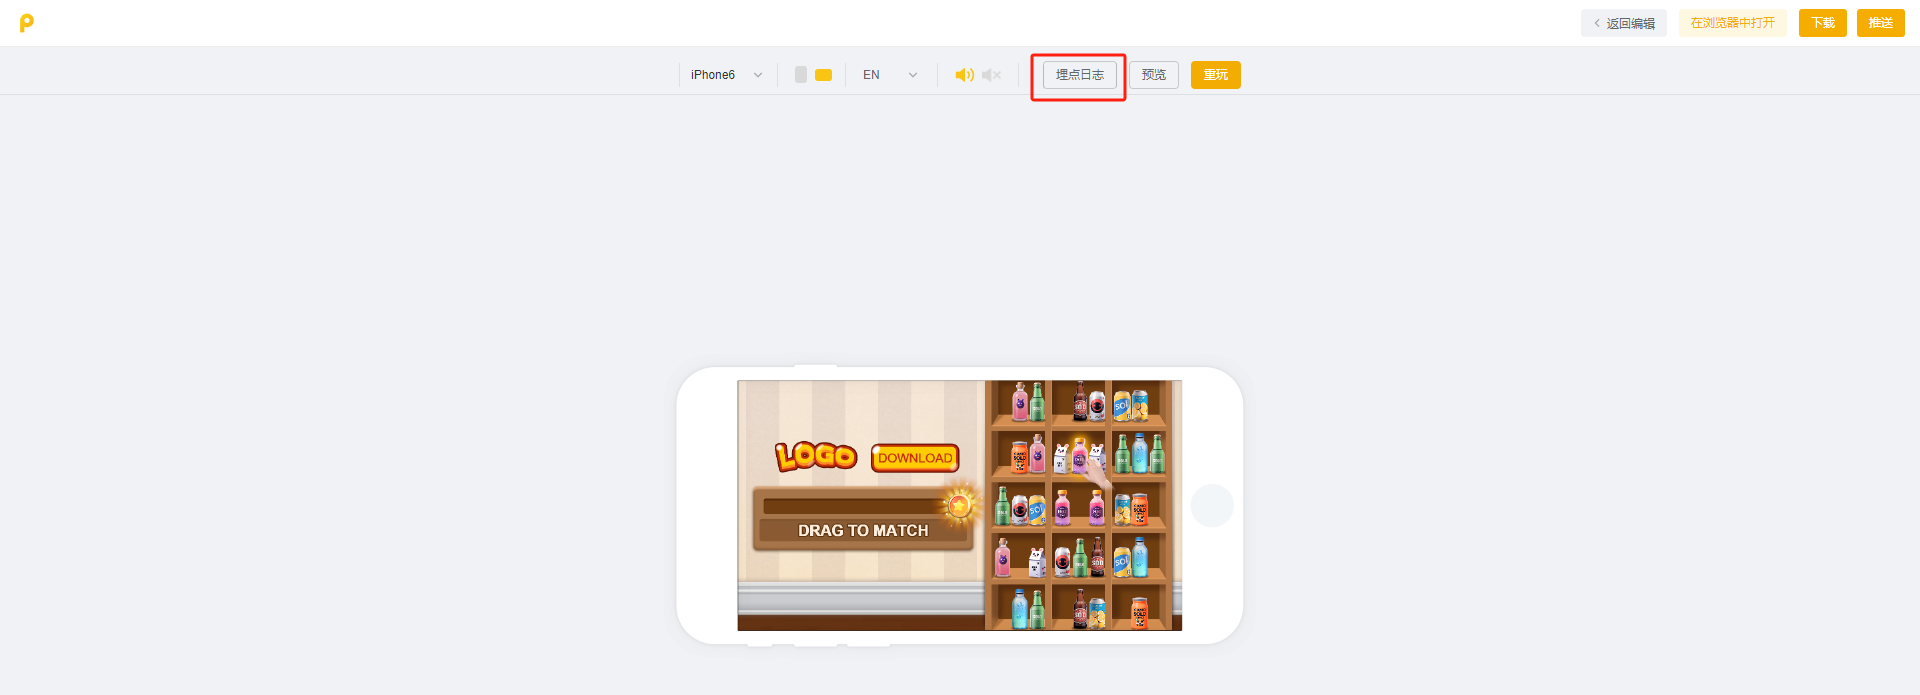 返回编辑
在浏览器中打开
下载
推送
iPhone6
EN
埋点日志
预览
重玩
LOGO
DOWNLOAD
DRAG TO MATCH